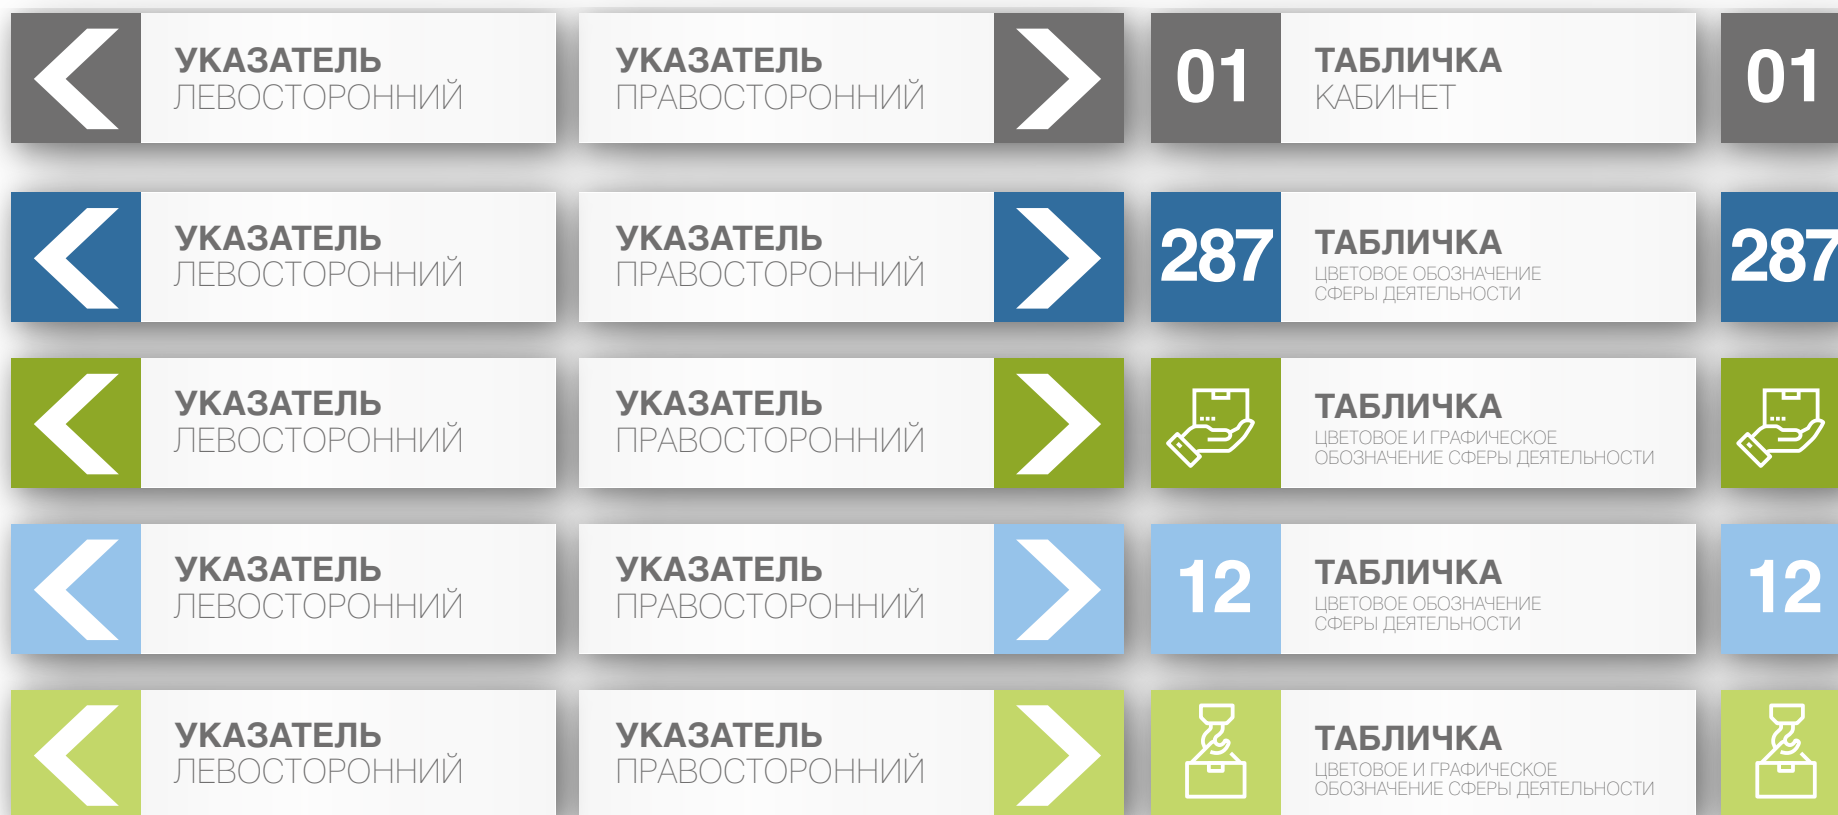 УКАЗАТЕЛЬ
ЛЕВОСТОРОННИЙ
УКАЗАТЕЛЬ
ПРАВОСТОРОННИЙ
01
ТАБЛИЧКА
КАБИНЕТ
01
УКАЗАТЕЛЬ
ЛЕВОСТОРОННИЙ
УКАЗАТЕЛЬ
ПРАВОСТОРОННИЙ
287
ТАБЛИЧКА
ЦВЕТОВОЕ ОБОЗНАЧЕНИЕ
СФЕРЫ ДЕЯТЕЛЬНОСТИ
287
УКАЗАТЕЛЬ
ЛЕВОСТОРОННИЙ
УКАЗАТЕЛЬ
ПРАВОСТОРОННИЙ
ТАБЛИЧКА
ЦВЕТОВОЕ И ГРАФИЧЕСКОЕ
ОБОЗНАЧЕНИЕ СФЕРЫ ДЕЯТЕЛЬНОСТИ
УКАЗАТЕЛЬ
ЛЕВОСТОРОННИЙ
УКАЗАТЕЛЬ
ПРАВОСТОРОННИЙ
12
ТАБЛИЧКА
ЦВЕТОВОЕ ОБОЗНАЧЕНИЕ
СФЕРЫ ДЕЯТЕЛЬНОСТИ
12
УКАЗАТЕЛЬ
ЛЕВОСТОРОННИЙ
УКАЗАТЕЛЬ
ПРАВОСТОРОННИЙ
ТАБЛИЧКА
ЦВЕТОВОЕ И ГРАФИЧЕСКОЕ
ОБОЗНАЧЕНИЕ СФЕРЫ ДЕЯТЕЛЬНОСТИ